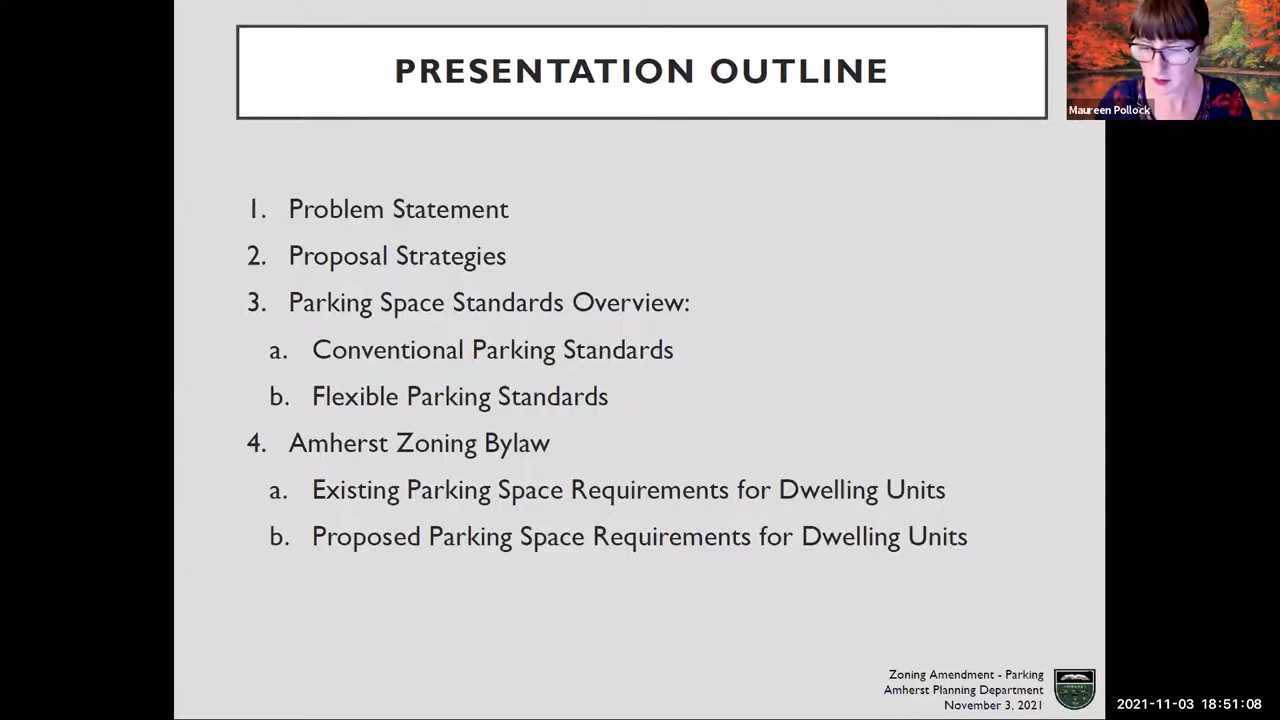 PRESENTATION OUTLINE
Maureen Pollock
1. Problem Statement
2. Proposal Strategies
3. Parking Space Standards Overview:
a. Conventional Parking Standards
b. Flexible Parking Standards
4. Amherst Zoning Bylaw
a. Existing Parking Space Requirements for Dwelling Units
b. Proposed Parking Space Requirements for Dwelling Units
Zoning Amendment - Parking
Amherst Planning Department
November 3, 2021
2021-11-03 18:51:08